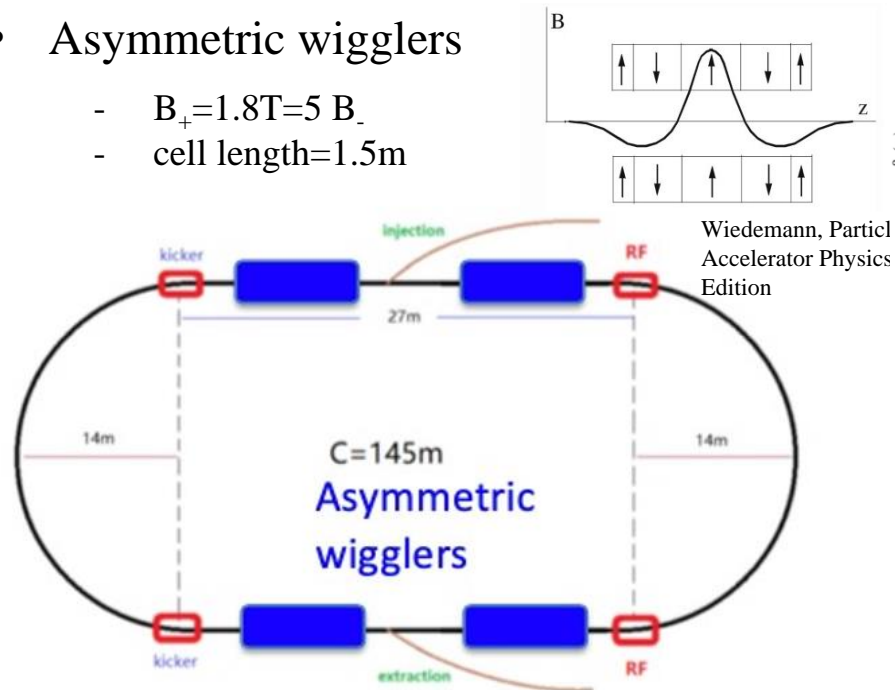 • Asymmetric wigglers
- B₊=1.8T=5 B₋
- cell length=1.5m
B
z
Wiedemann, Particl
Accelerator Physics
Edition
injection
kicker
RF
27m
14m
14m
C=145m
Asymmetric
wigglers
kicker
extraction
RF